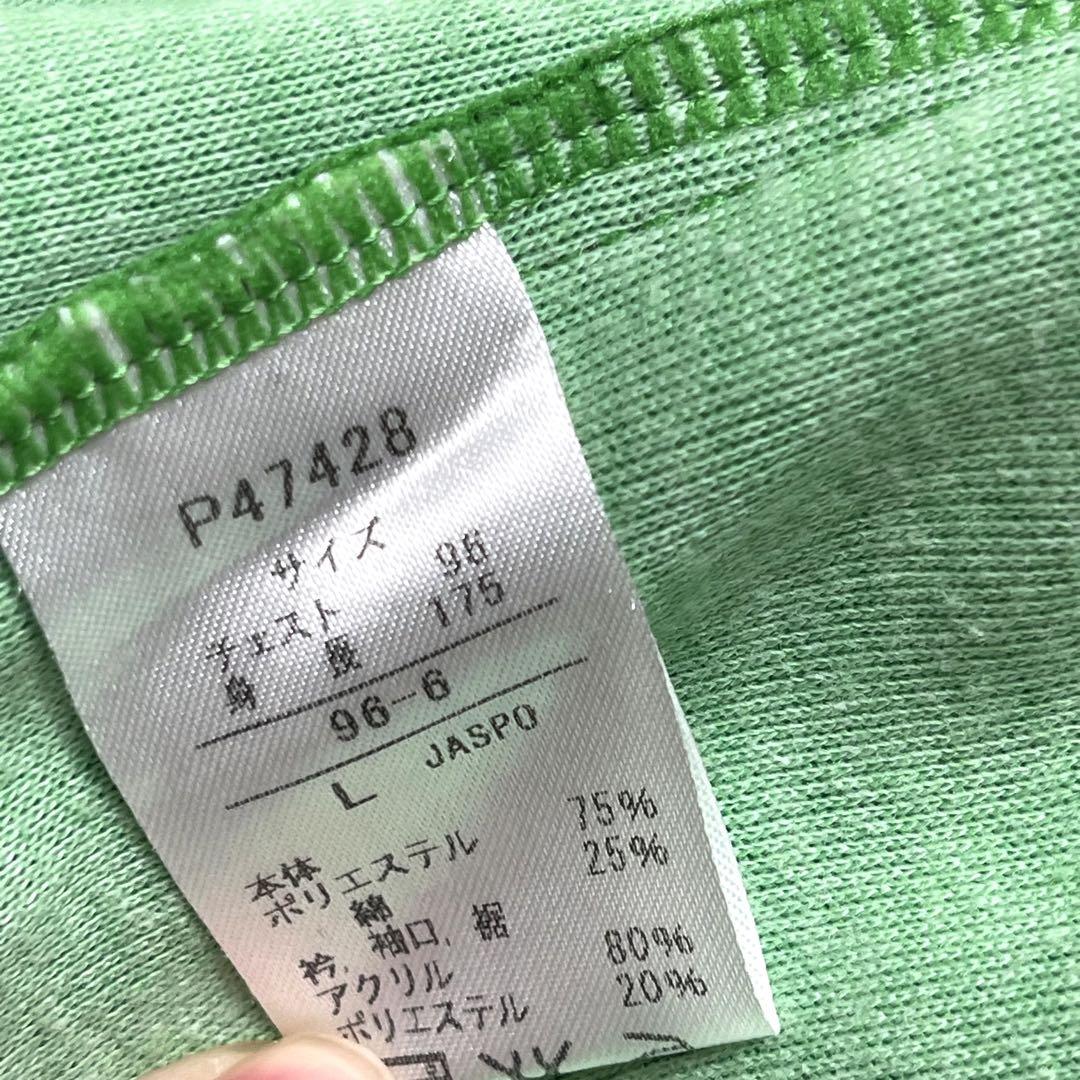 P47428
サイズ
チェスト 96
身長 175
96-6
L JASPO
本体
ポリエステル 75%
綿 25%
衿、袖口、裾
アクリル 80%
ポリエステル 20%